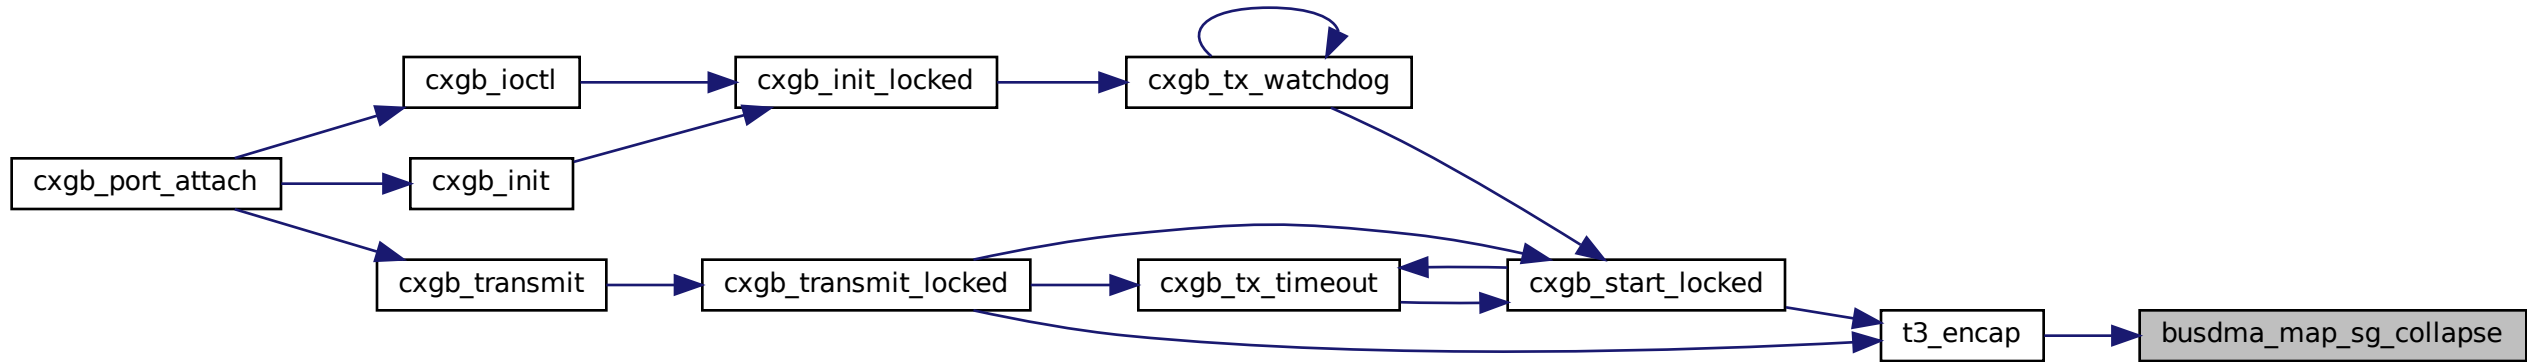 cxgb_ioctl
cxgb_init_locked
cxgb_tx_watchdog
cxgb_port_attach
cxgb_init
cxgb_transmit
cxgb_transmit_locked
cxgb_tx_timeout
cxgb_start_locked
t3_encap
busdma_map_sg_collapse